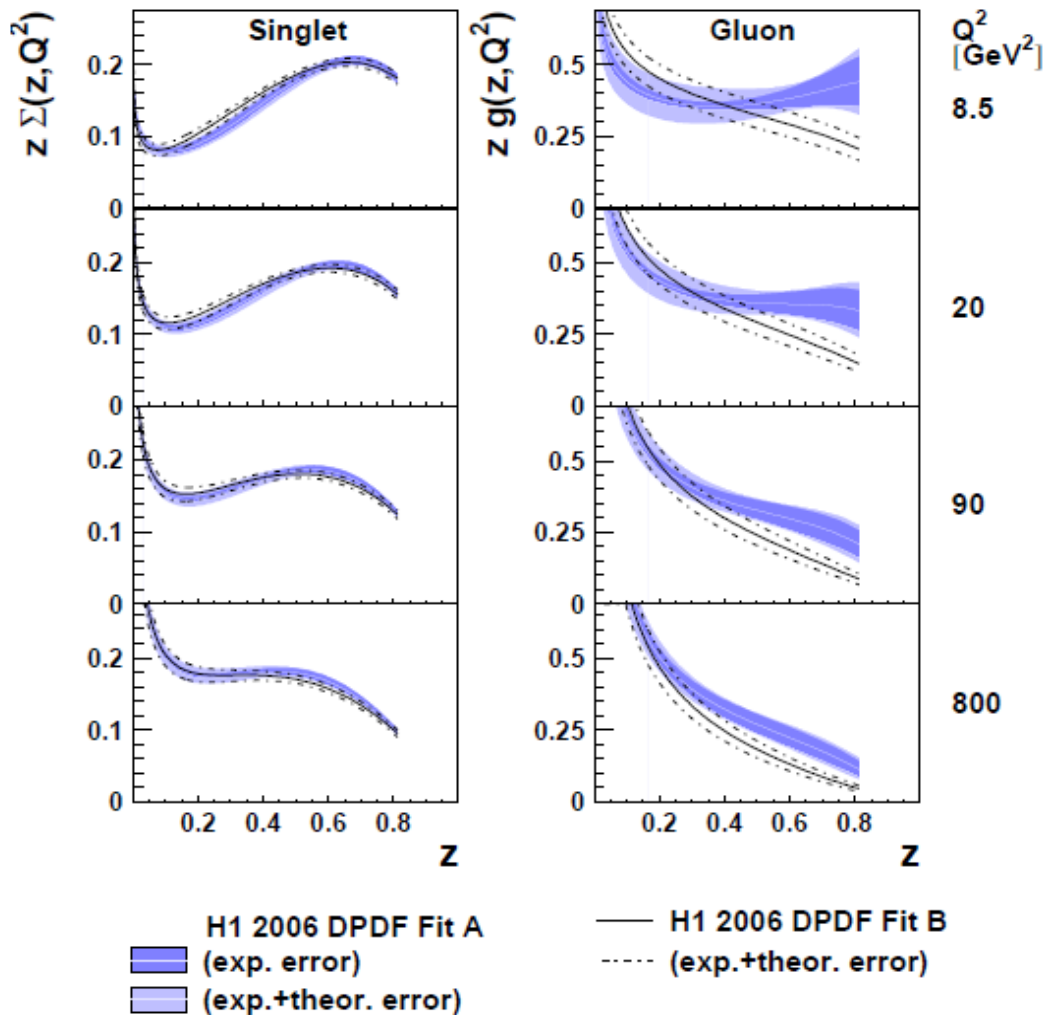 Singlet
Gluon
Q²
[GeV²]
z Σ(z,Q²)
z g(z,Q²)
0.2
0.1
0
0.5
0.25
0
8.5
0.2
0.1
0
0.5
0.25
0
20
0.2
0.1
0
0.5
0.25
0
90
0.2
0.1
0
0.5
0.25
0
800
0.2 0.4 0.6 0.8
0.2 0.4 0.6 0.8
z
z
H1 2006 DPDF Fit A
(exp. error)
(exp.+theor. error)
H1 2006 DPDF Fit B
(exp.+theor. error)